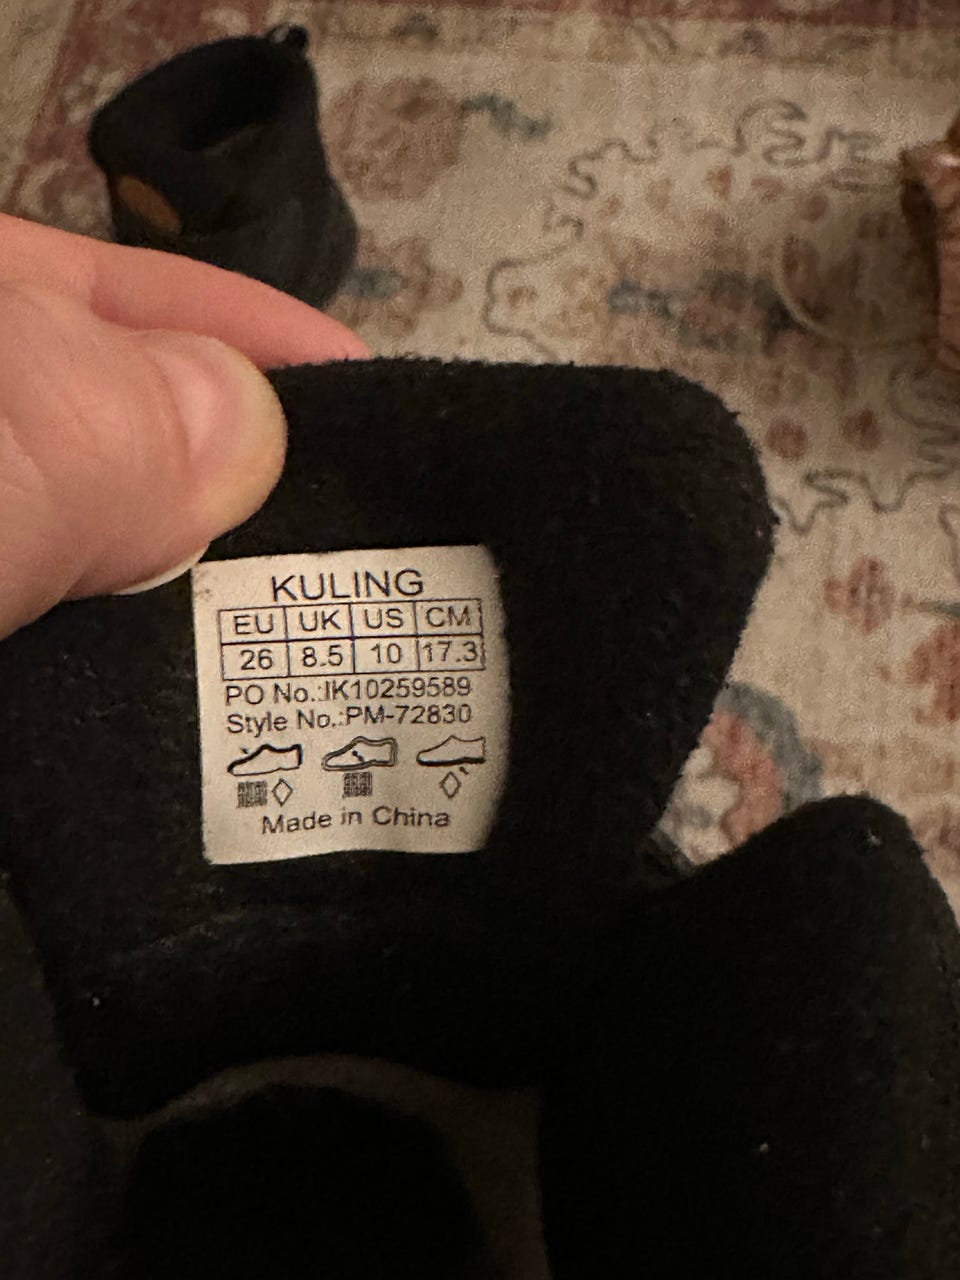 KULING
EU UK US CM
26 8.5 10 17.3
PO No.:IK10259589
Style No.:PM-72830
Made in China